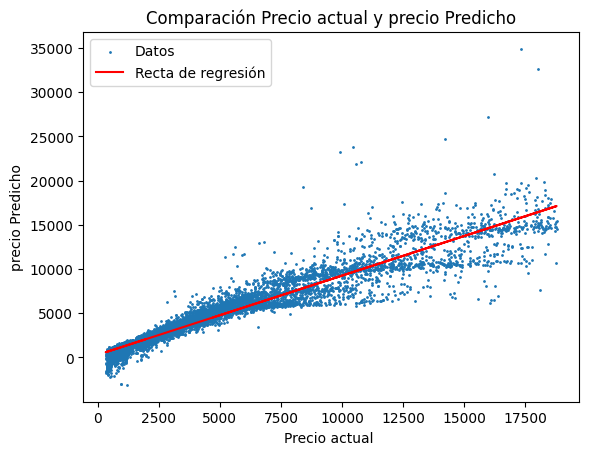 Comparación Precio actual y precio Predicho
Datos
Recta de regresión
35000
30000
25000
20000
15000
10000
5000
0
precio Predicho
0 2500 5000 7500 10000 12500 15000 17500
Precio actual